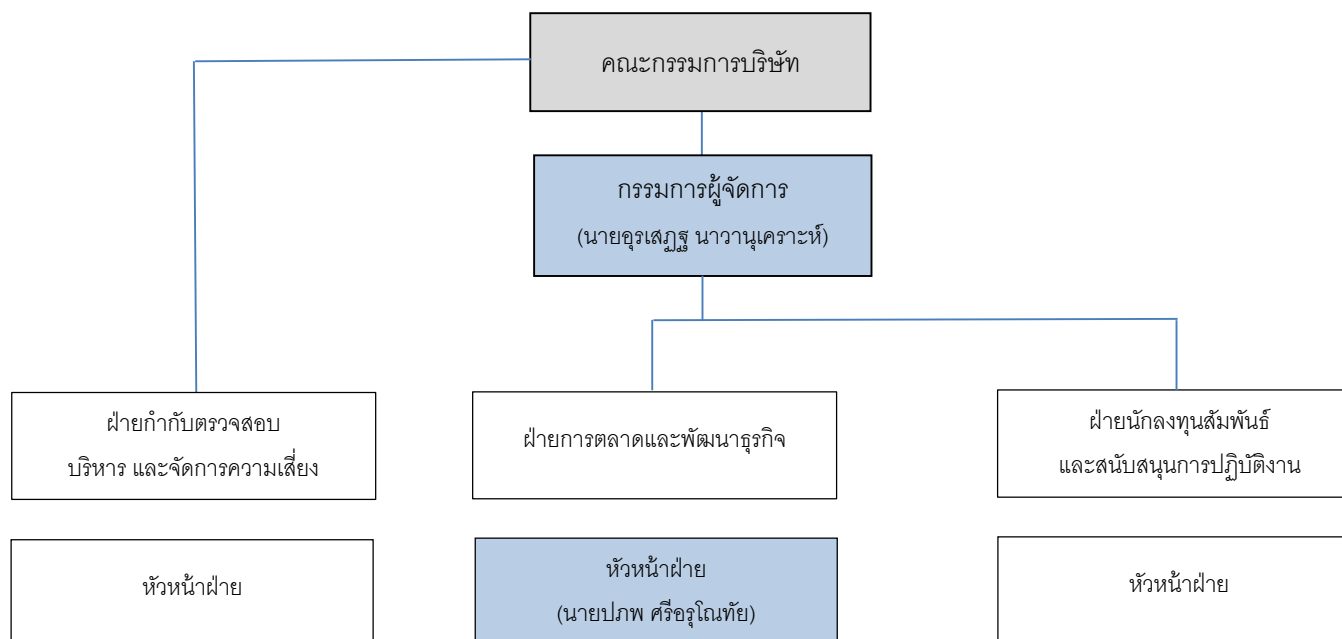 คณะกรรมการบริษัท
กรรมการผู้จัดการ
(นายอุรเสฏฐ นาวานุเคราะห์)
ฝ่ายกำกับตรวจสอบ
บริหาร และจัดการความเสี่ยง
ฝ่ายการตลาดและพัฒนาธุรกิจ
ฝ่ายนักลงทุนสัมพันธ์
และสนับสนุนการปฏิบัติงาน
หัวหน้าฝ่าย
หัวหน้าฝ่าย
(นายปภพ ศรีอรุโณทัย)
หัวหน้าฝ่าย